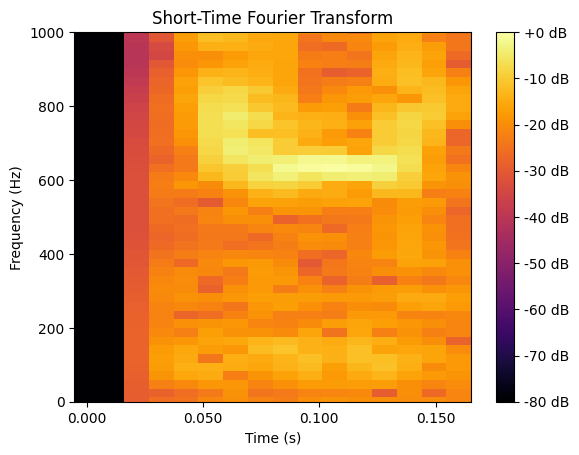 Short-Time Fourier Transform
1000
800
600
400
200
0
Frequency (Hz)
0.000
0.050
0.100
0.150
Time (s)
+0 dB
-10 dB
-20 dB
-30 dB
-40 dB
-50 dB
-60 dB
-70 dB
-80 dB